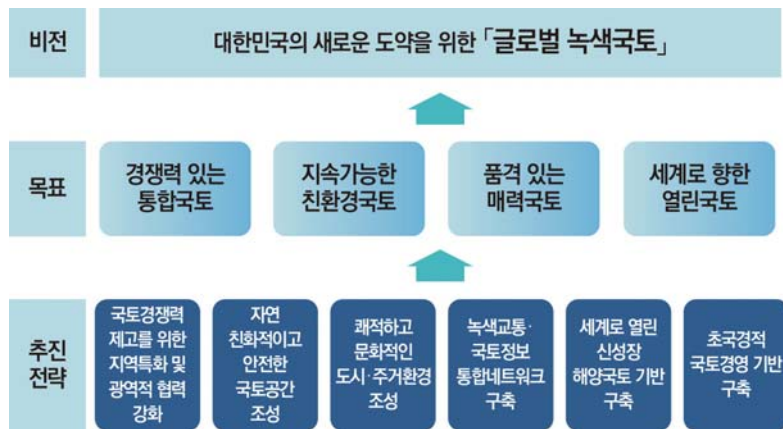 비전
대한민국의 새로운 도약을 위한 「글로벌 녹색국토」
목표
경쟁력 있는
통합국토
지속가능한
친환경국토
품격 있는
매력국토
세계로 향한
열린국토
추진
전략
국토경쟁력
제고를 위한
지역특화 및
광역적 협력
강화
자연
친화적이고
안전한
국토공간
조성
쾌적하고
문화적인
도시·주거환경
조성
녹색교통·
국토정보
통합네트워크
구축
세계로 열린
신성장
해양국토 기반
구축
초국경적
국토경영 기반
구축